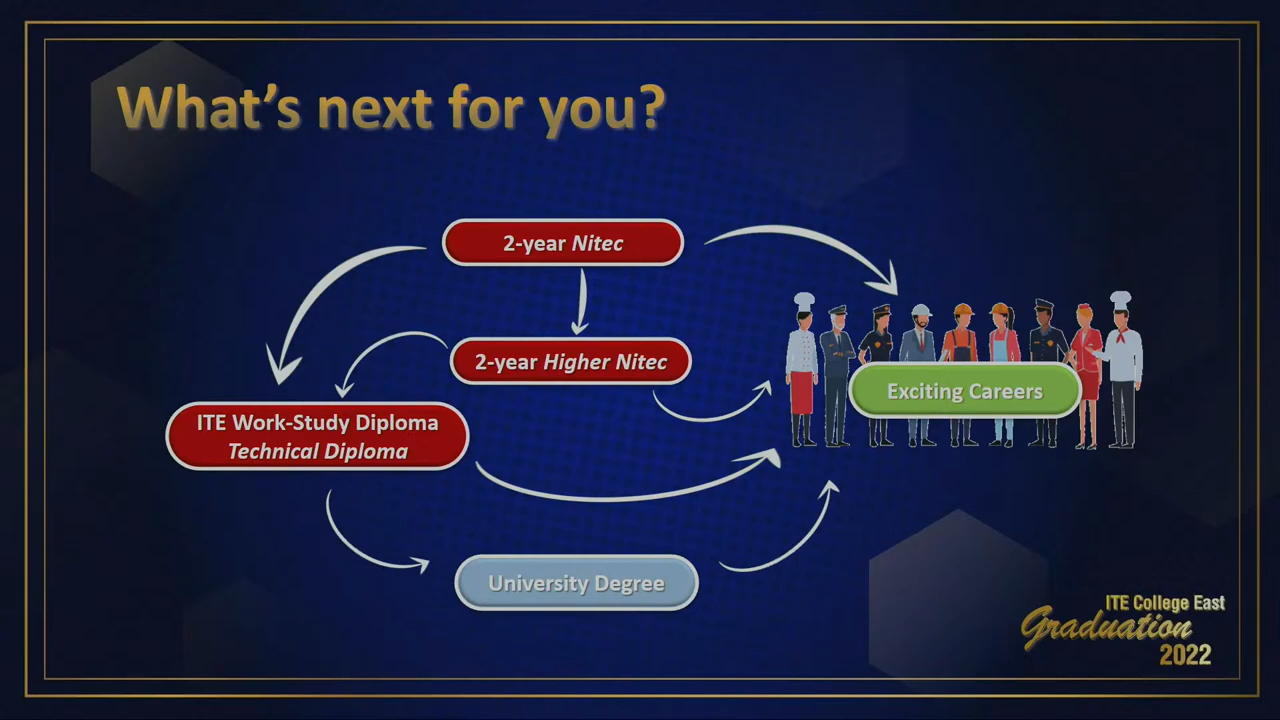 What's next for you?
2-year Nitec
2-year Higher Nitec
Exciting Careers
ITE Work-Study Diploma
Technical Diploma
University Degree
ITE College East
Graduation
2022